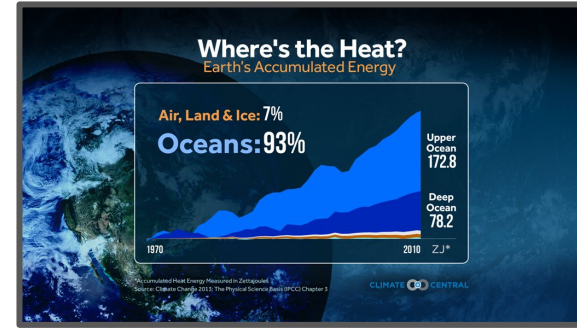 Where's the Heat?
Earth's Accumulated Energy
Air, Land & Ice: 7%
Oceans: 93%
Upper
Ocean
172.8
Deep
Ocean
78.2
1970
2010
ZJ*
*Accumulated Heat Energy Measured in Zettajoules
Source: Climate Change 2013: The Physical Science Basis (IPCC) Chapter 3
CLIMATE CENTRAL